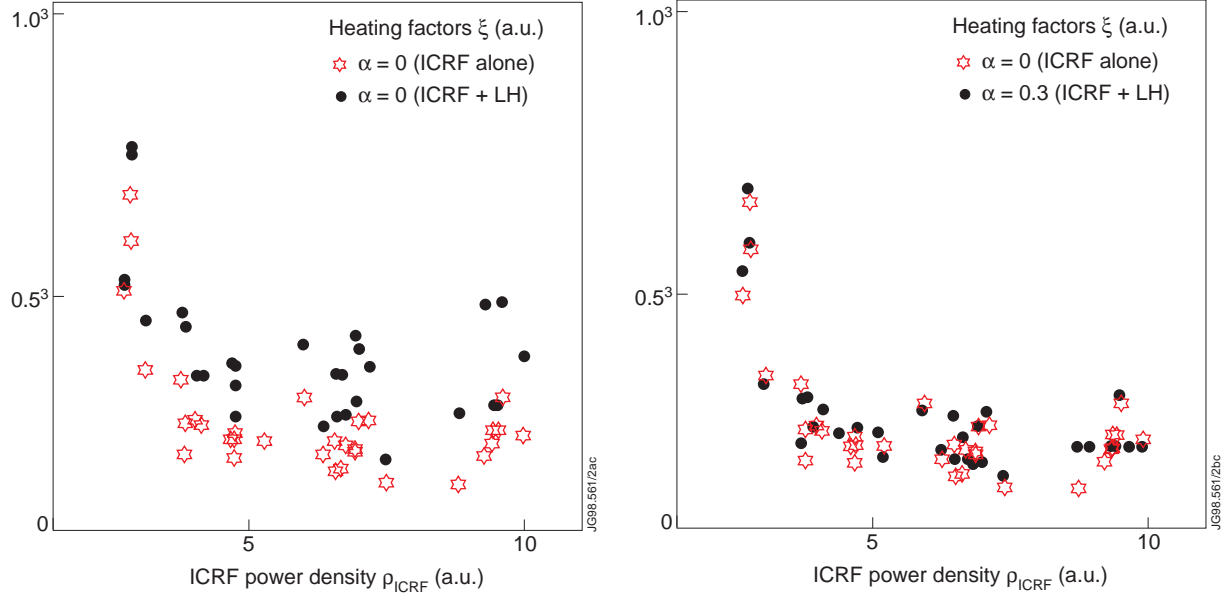 1.0³
Heating factors ξ (a.u.)
α = 0 (ICRF alone)
α = 0 (ICRF + LH)
0.5³
0
5
10
ICRF power density ρICRF (a.u.)
JG98.561/2ac
1.0³
Heating factors ξ (a.u.)
α = 0 (ICRF alone)
α = 0.3 (ICRF + LH)
0.5³
0
5
10
ICRF power density ρICRF (a.u.)
JG98.561/2bc